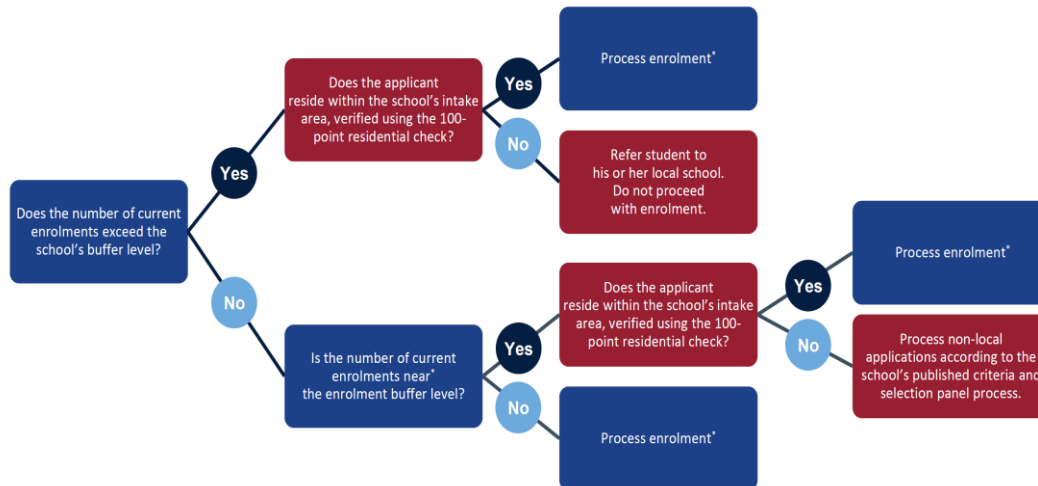 Does the number of current
enrolments exceed the
school's buffer level?
Yes
No
Does the applicant
reside within the school's intake
area, verified using the 100-
point residential check?
Yes
No
Process enrolment*
Refer student to
his or her local school.
Do not proceed
with enrolment.
Is the number of current
enrolments near*
the enrolment buffer level?
Yes
No
Does the applicant
reside within the school's intake
area, verified using the 100-
point residential check?
Yes
No
Process enrolment*
Process non-local
applications according to the
school's published criteria and
selection panel process.
Process enrolment*